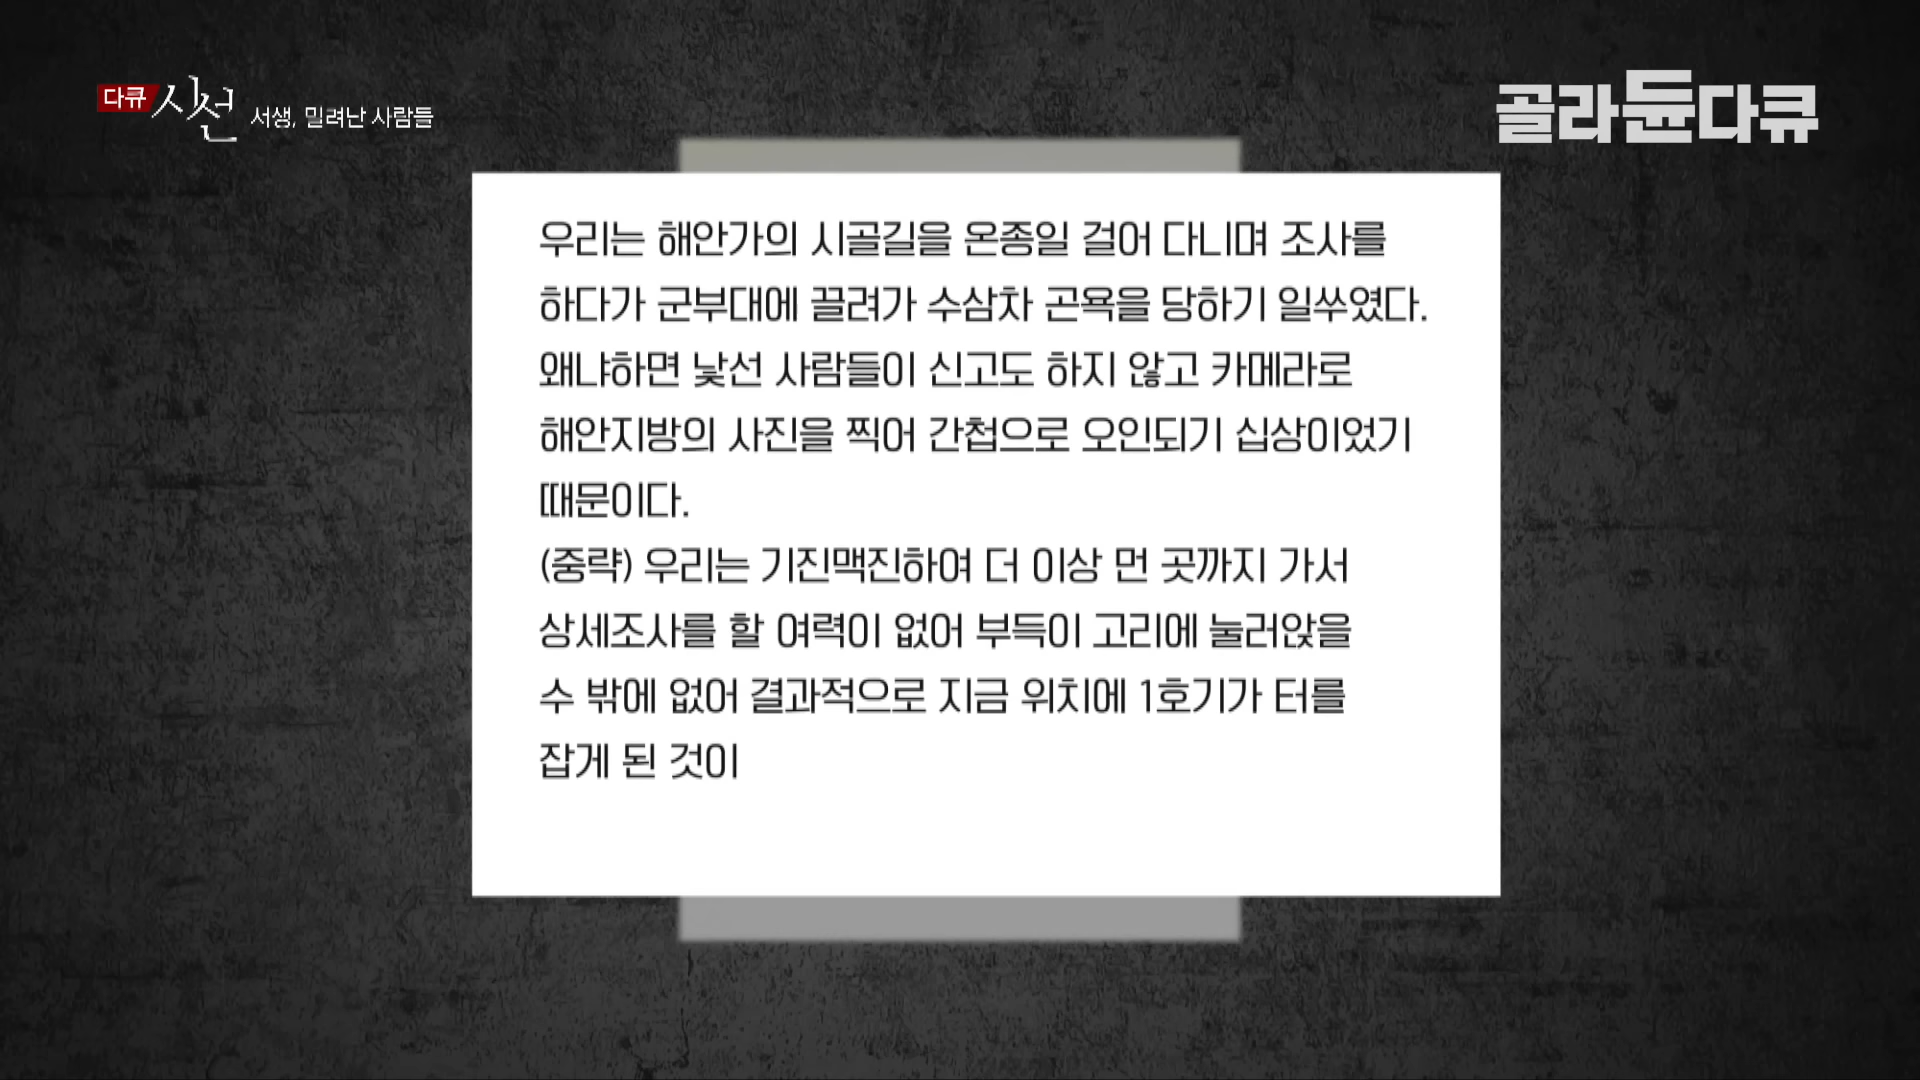 다큐 시선 서생, 밀려난 사람들
골라듄다큐
우리는 해안가의 시골길을 온종일 걸어 다니며 조사를
하다가 군부대에 끌려가 수삼차 곤욕을 당하기 일쑤였다.
왜냐하면 낯선 사람들이 신고도 하지 않고 카메라로
해안지방의 사진을 찍어 간첩으로 오인되기 십상이었기
때문이다.
(중략) 우리는 기진맥진하여 더 이상 먼 곳까지 가서
상세조사를 할 여력이 없어 부득이 고리에 눌러앉을
수 밖에 없어 결과적으로 지금 위치에 1호기가 터를
잡게 된 것이